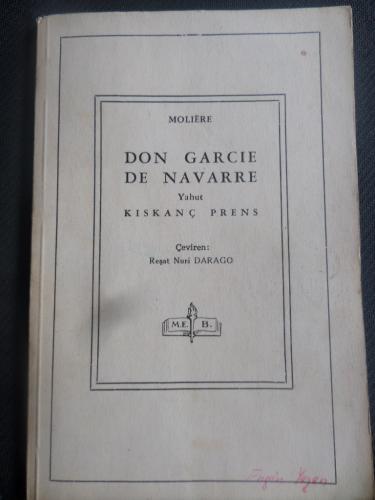 MOLIÈRE
DON GARCIE
DE NAVARRE
Yahut
KISKANÇ PRENS
Çeviren:
Reşat Nuri DARAGO
M.E. B.